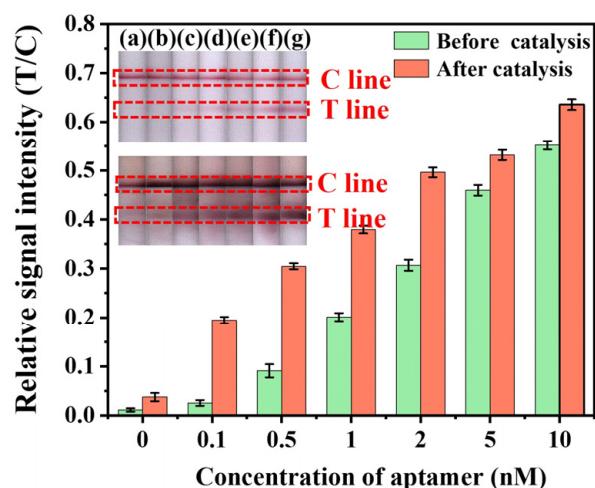 (a)(b)(c)(d)(e)(f)(g)
Before catalysis
After catalysis
C line
T line
C line
T line
Relative signal intensity (T/C)
0.8
0.7
0.6
0.5
0.4
0.3
0.2
0.1
0.0
0 0.1 0.5 1 2 5 10
Concentration of aptamer (nM)